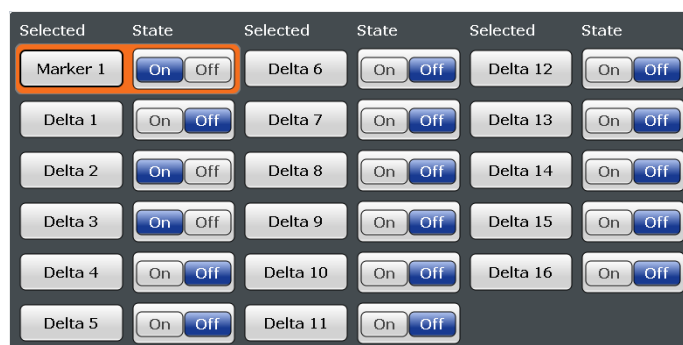 Selected State Selected State Selected State
Marker 1 On Off Delta 6 On Off Delta 12 On Off
Delta 1 On Off Delta 7 On Off Delta 13 On Off
Delta 2 On Off Delta 8 On Off Delta 14 On Off
Delta 3 On Off Delta 9 On Off Delta 15 On Off
Delta 4 On Off Delta 10 On Off Delta 16 On Off
Delta 5 On Off Delta 11 On Off